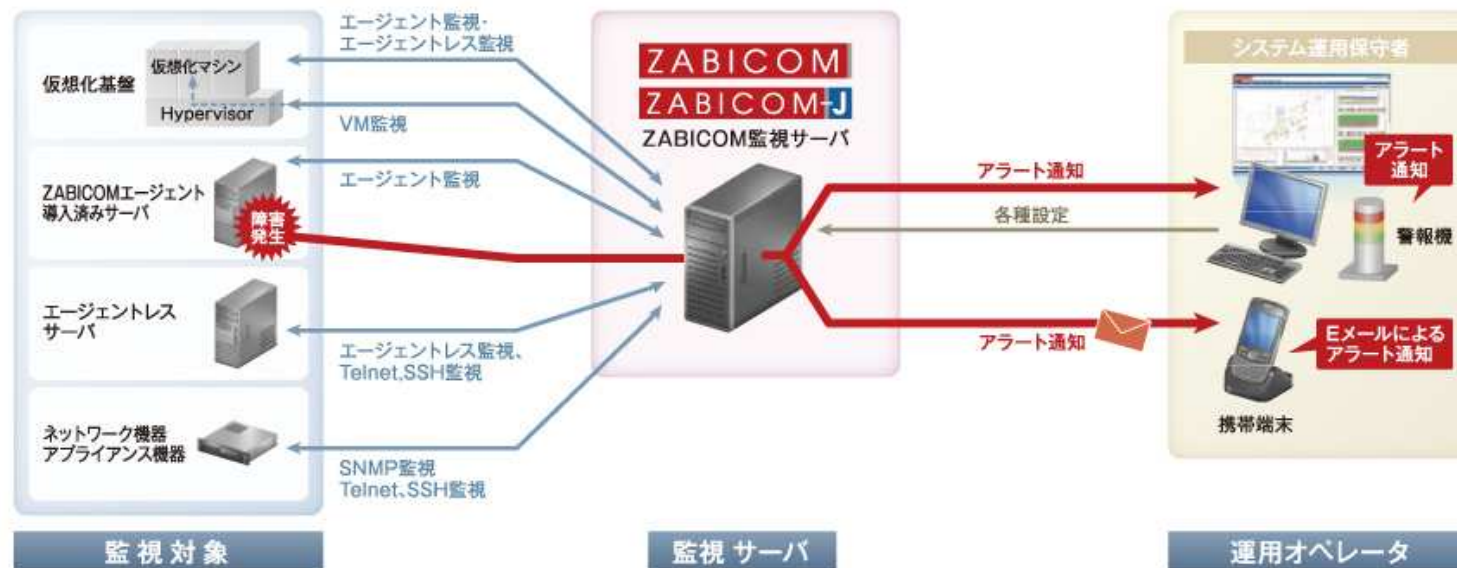 仮想化基盤
仮想化マシン
Hypervisor
ZABICOMエージェント
導入済みサーバ
障害
発生
エージェントレス
サーバ
ネットワーク機器
アプライアンス機器
監視対象
エージェント監視・
エージェントレス監視
VM監視
エージェント監視
エージェントレス監視、
Telnet,SSH監視
SNMP監視
Telnet、SSH監視
ZABICOM
ZABICOM-J
ZABICOM監視サーバ
監視 サーバ
アラート通知
各種設定
アラート通知
システム運用保守者
アラート
通知
警報機
Eメールによる
アラート通知
携帯端末
運用オペレータ